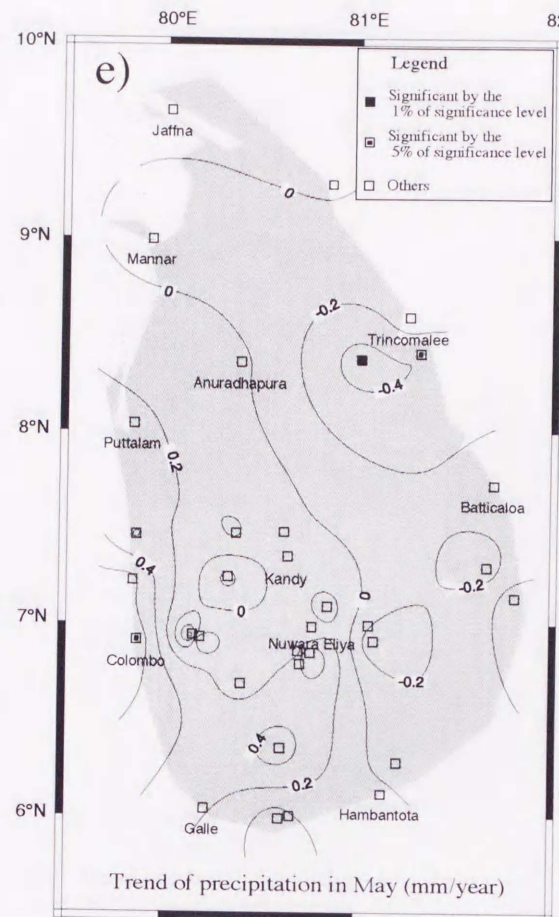 80°E 81°E 82
10°N
e)
Legend
Significant by the
1% of significance level
Significant by the
5% of significance level
Others
Jaffna
0
9°N
Mannar
0
-0.2
Trincomalee
Anuradhapura
-0.4
8°N
Puttalam
0.2
Batticaloa
0.4
Kandy
-0.2
0
0
7°N
Nuwara Eliya
Colombo
-0.2
0.4
0.2
6°N
Galle
Hambantota
Trend of precipitation in May (mm/year)